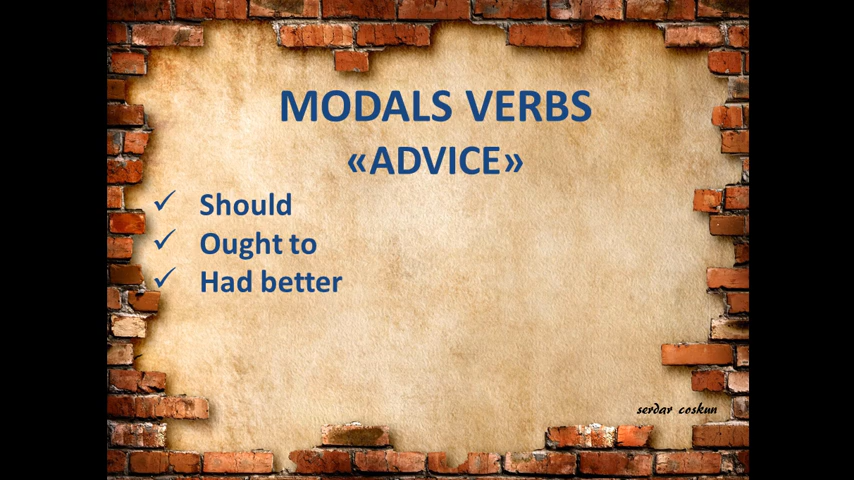 MODALS VERBS
«ADVICE»
✓ Should
✓ Ought to
✓ Had better
serdar coskun